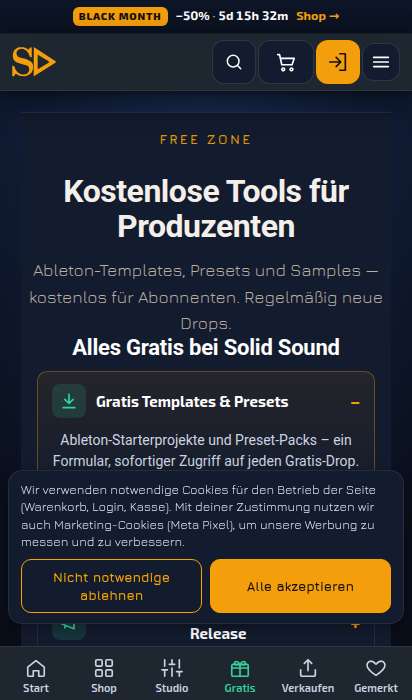 BLACK MONTH −50% · 5d 15h 32m Shop →
S
FREE ZONE
Kostenlose Tools für
Produzenten
Ableton-Templates, Presets und Samples —
kostenlos für Abonnenten. Regelmäßig neue
Drops.
Alles Gratis bei Solid Sound
Gratis Templates & Presets −
Ableton-Starterprojekte und Preset-Packs – ein
Formular, sofortiger Zugriff auf jeden Gratis-Drop.
Wir verwenden notwendige Cookies für den Betrieb der Seite
(Warenkorb, Login, Kasse). Mit deiner Zustimmung nutzen wir
auch Marketing-Cookies (Meta Pixel), um unsere Werbung zu
messen und zu verbessern.
Nicht notwendige
ablehnen
Alle akzeptieren
Release
Start Shop Studio Gratis Verkaufen Gemerkt